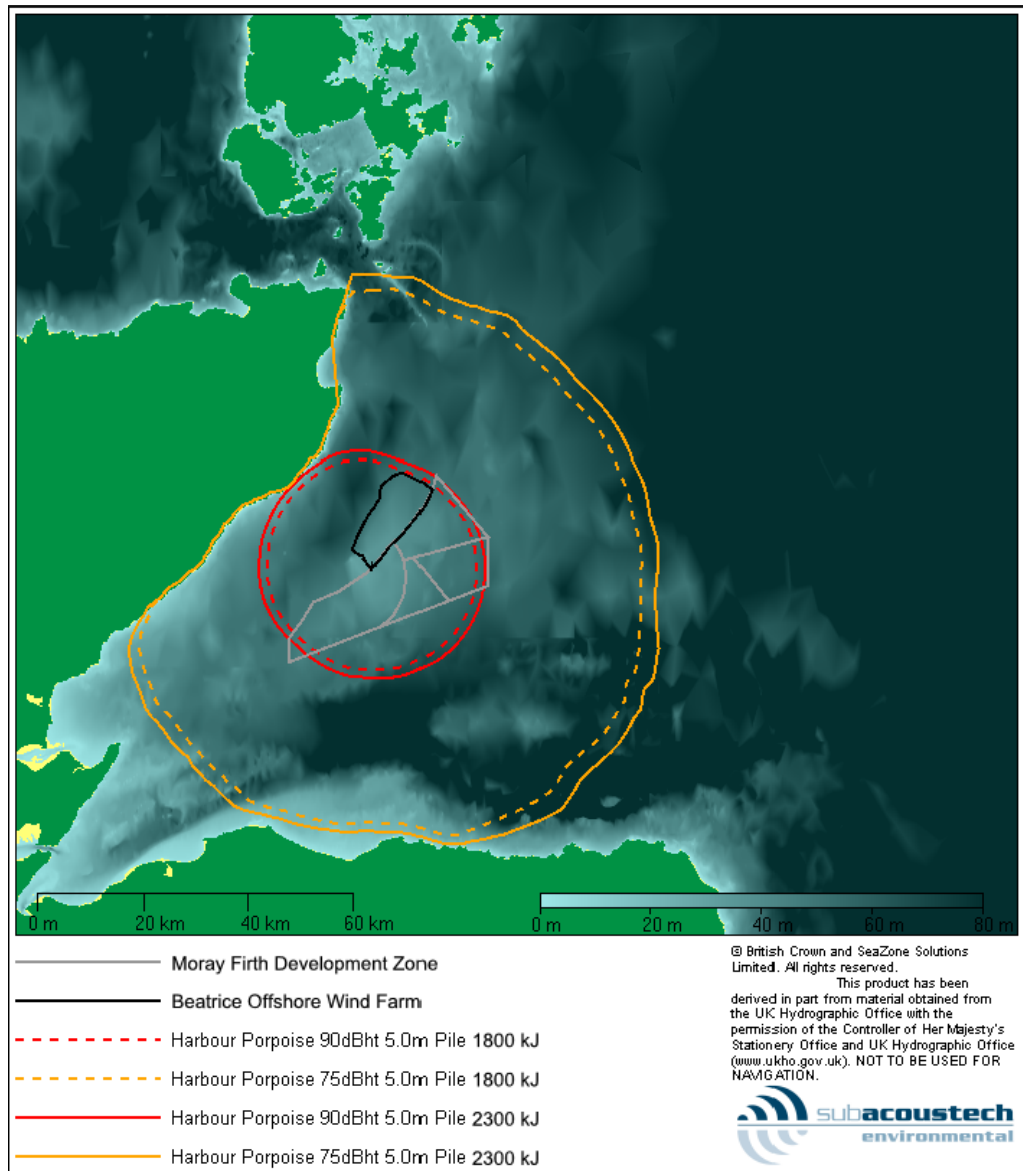 0 m 20 km 40 km 60 km
0 m 20 m 40 m 60 m 80 m
Moray Firth Development Zone
Beatrice Offshore Wind Farm
Harbour Porpoise 90dBht 5.0m Pile 1800 kJ
Harbour Porpoise 75dBht 5.0m Pile 1800 kJ
Harbour Porpoise 90dBht 5.0m Pile 2300 kJ
Harbour Porpoise 75dBht 5.0m Pile 2300 kJ
© British Crown and SeaZone Solutions
Limited. All rights reserved.
This product has been
derived in part from material obtained from
the UK Hydrographic Office with the
permission of the Controller of Her Majesty's
Stationery Office and UK Hydrographic Office
(www.ukho.gov.uk). NOT TO BE USED FOR
NAVIGATION.
subacoustech
environmental